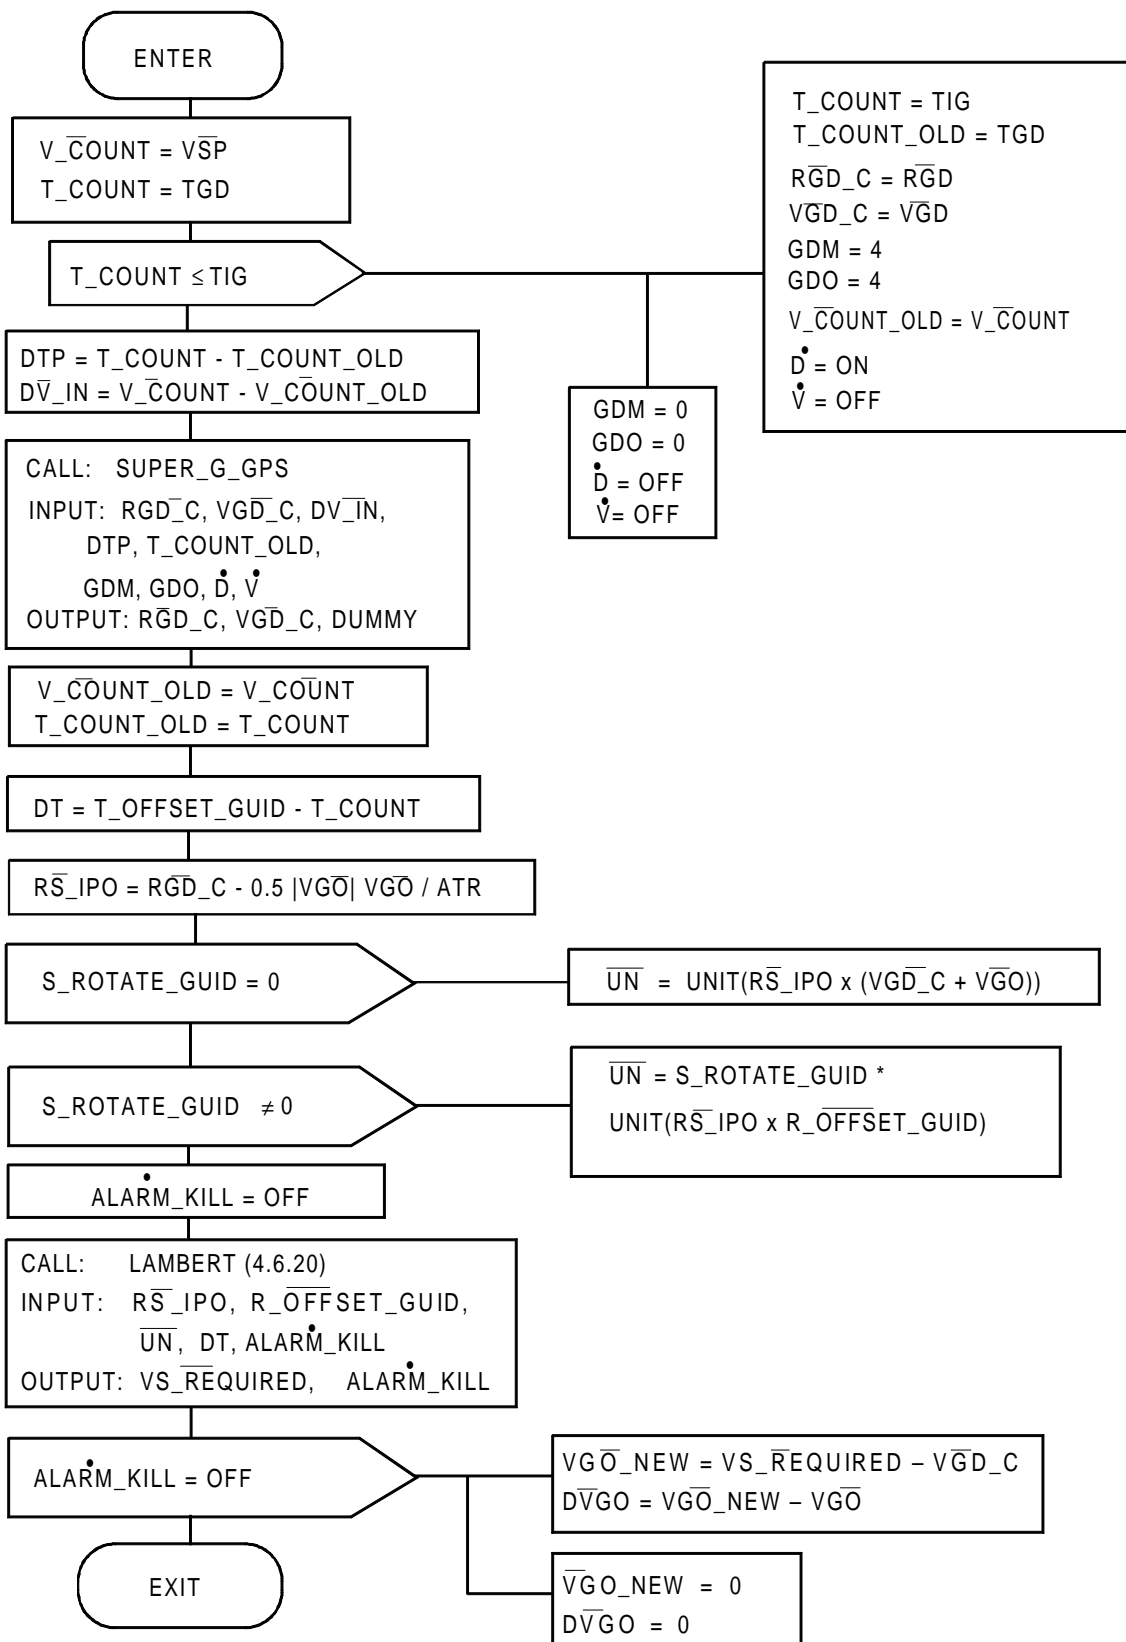 ENTER
V_COUNT = VSP
T_COUNT = TGD
T_COUNT ≤ TIG
T_COUNT = TIG
T_COUNT_OLD = TGD
RGD_C = RGD
VGD_C = VGD
GDM = 4
GDO = 4
V_COUNT_OLD = V_COUNT
D = ON
V = OFF
GDM = 0
GDO = 0
D = OFF
V= OFF
DTP = T_COUNT - T_COUNT_OLD
DV_IN = V_COUNT - V_COUNT_OLD
CALL: SUPER_G_GPS
INPUT: RGD_C, VGD_C, DV_IN,
DTP, T_COUNT_OLD,
GDM, GDO, D, V
OUTPUT: RGD_C, VGD_C, DUMMY
V_COUNT_OLD = V_COUNT
T_COUNT_OLD = T_COUNT
DT = T_OFFSET_GUID - T_COUNT
RS_IPO = RGD_C - 0.5 |VGO| VGO / ATR
S_ROTATE_GUID = 0
UN = UNIT(RS_IPO x (VGD_C + VGO))
S_ROTATE_GUID ≠ 0
UN = S_ROTATE_GUID *
UNIT(RS_IPO x R_OFFSET_GUID)
ALARM_KILL = OFF
CALL: LAMBERT (4.6.20)
INPUT: RS_IPO, R_OFFSET_GUID,
UN, DT, ALARM_KILL
OUTPUT: VS_REQUIRED, ALARM_KILL
ALARM_KILL = OFF
VGO_NEW = VS_REQUIRED – VGD_C
DVGO = VGO_NEW – VGO
VGO_NEW = 0
DVGO = 0
EXIT